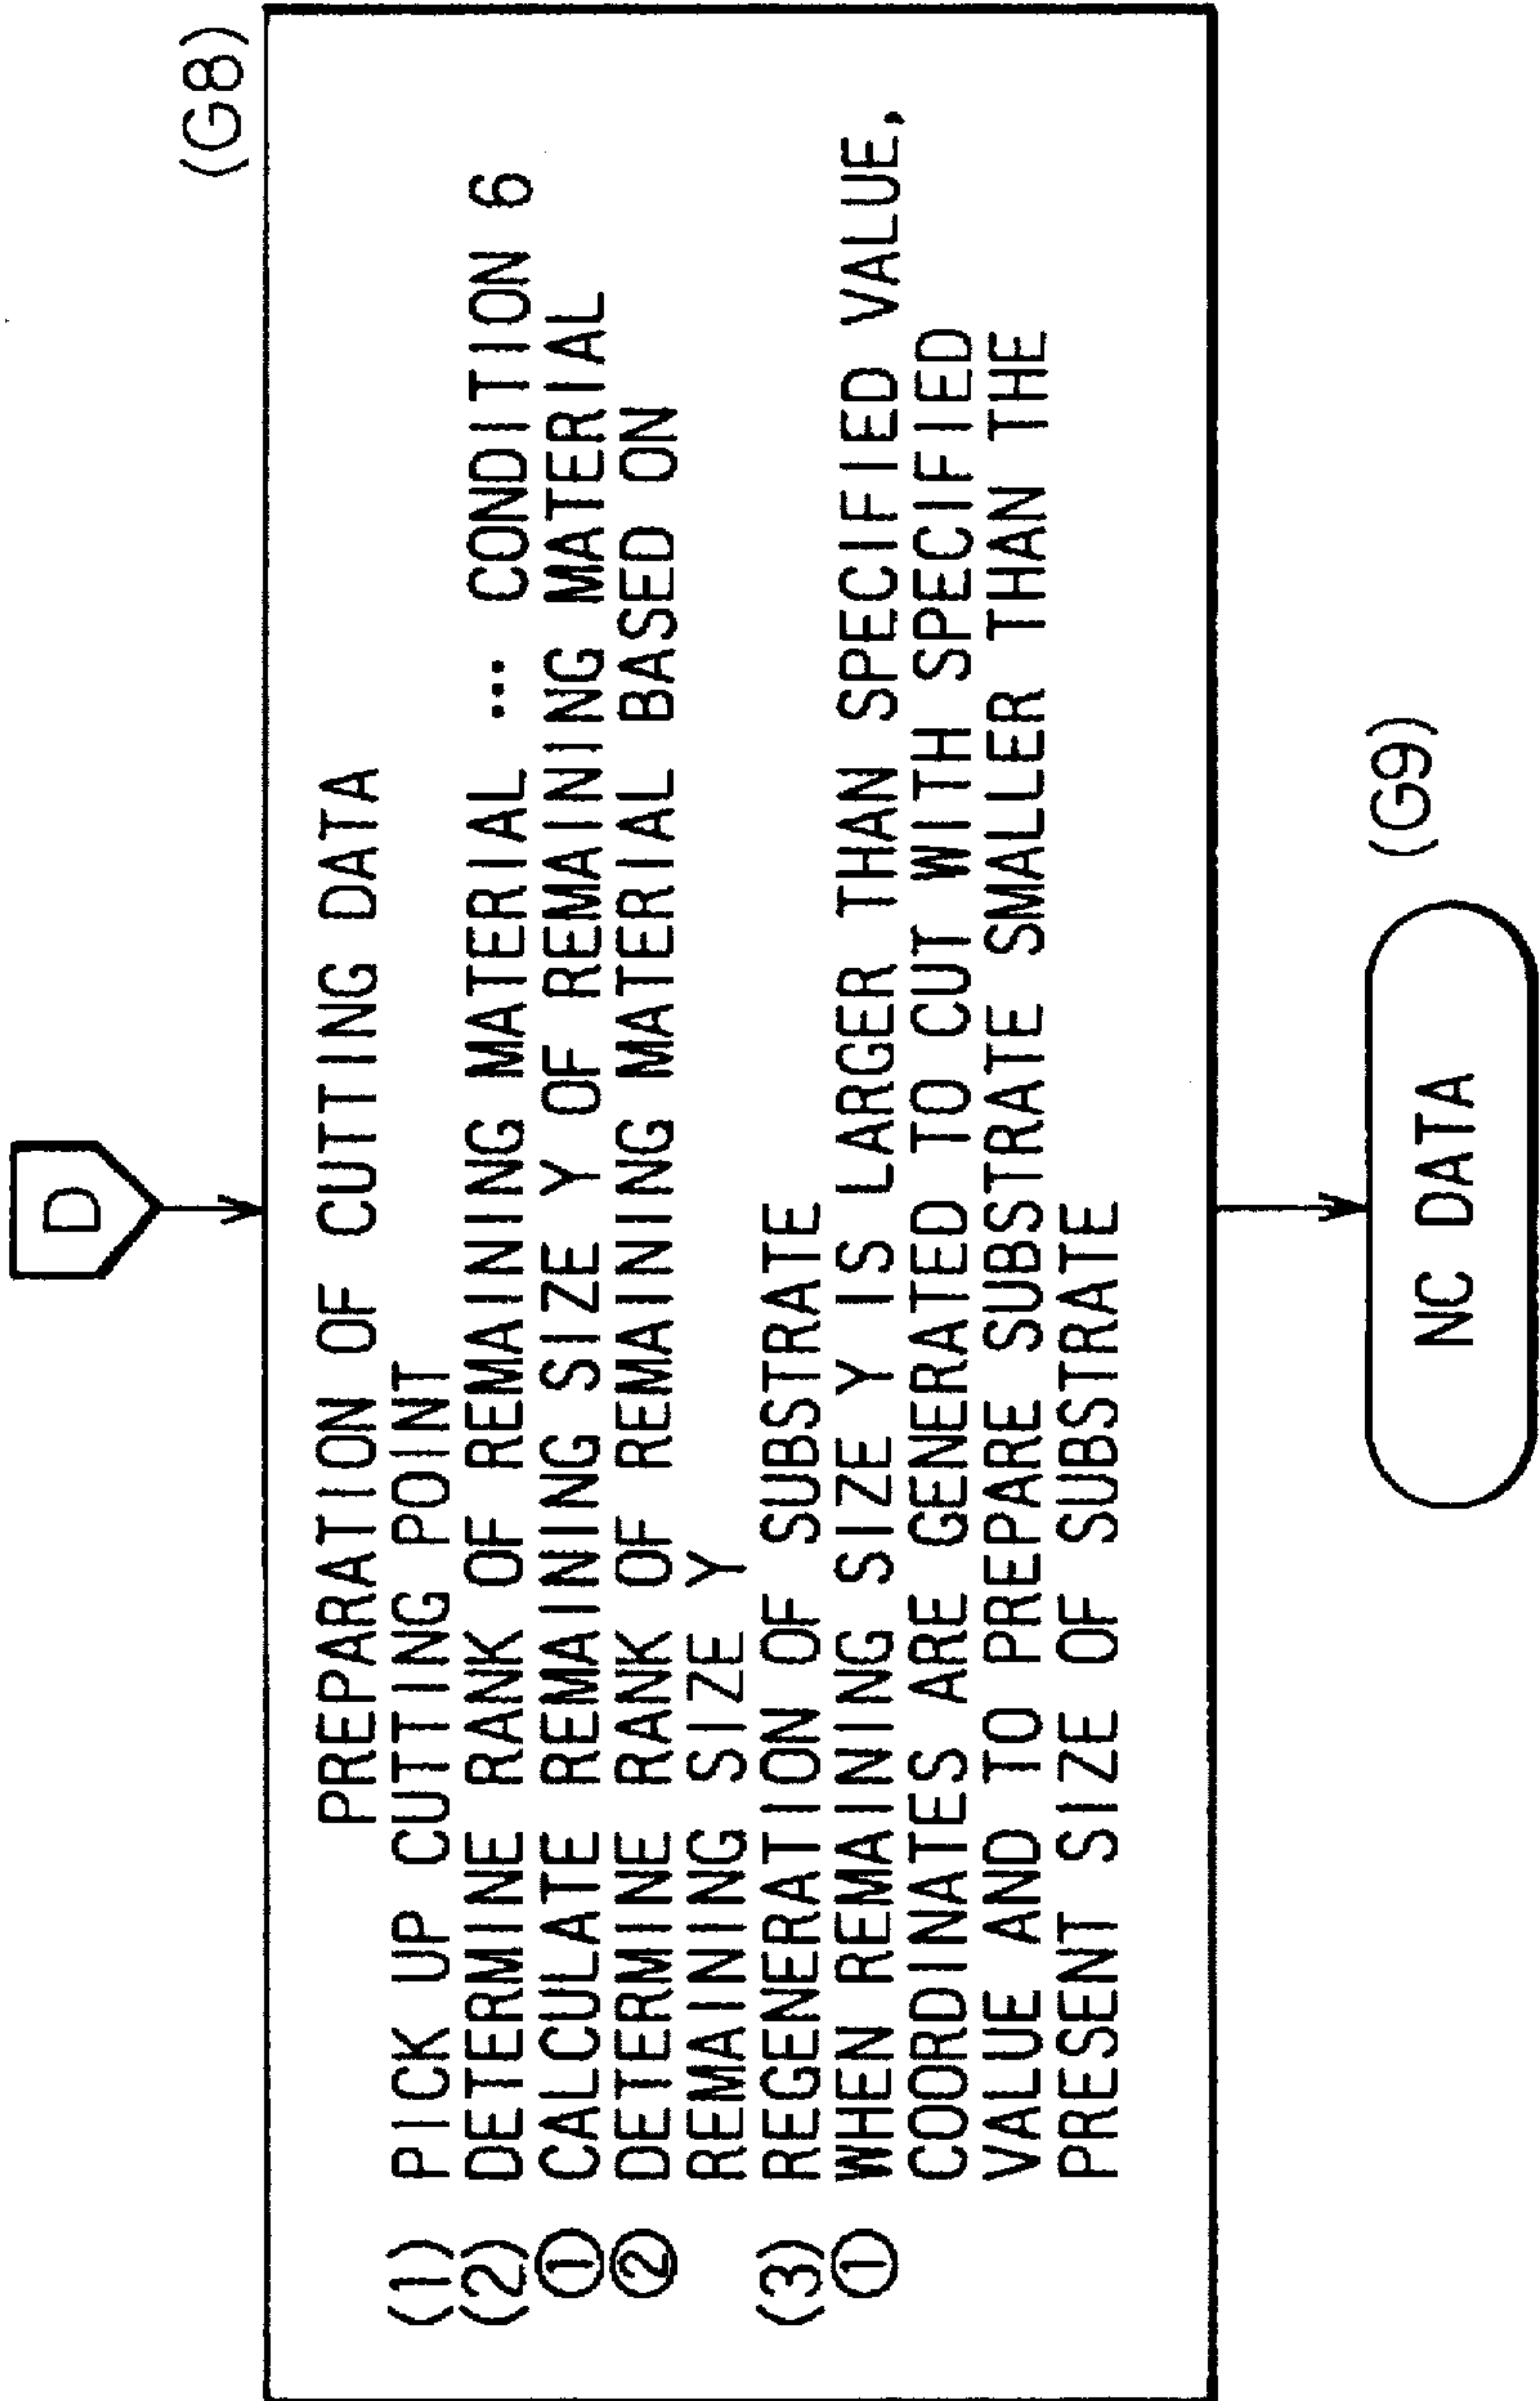 D
(G8)
PREPARATION OF CUTTING DATA
(1) PICK UP CUTTING POINT
(2) DETERMINE RANK OF REMAINING MATERIAL ... CONDITION 6
① CALCULATE REMAINING SIZE Y OF REMAINING MATERIAL
② DETERMINE RANK OF REMAINING MATERIAL BASED ON
REMAINING SIZE Y
(3) REGENERATION OF SUBSTRATE
① WHEN REMAINING SIZE Y IS LARGER THAN SPECIFIED VALUE,
COORDINATES ARE GENERATED TO CUT WITH SPECIFIED
VALUE AND TO PREPARE SUBSTRATE SMALLER THAN THE
PRESENT SIZE OF SUBSTRATE
(G9)
NC DATA